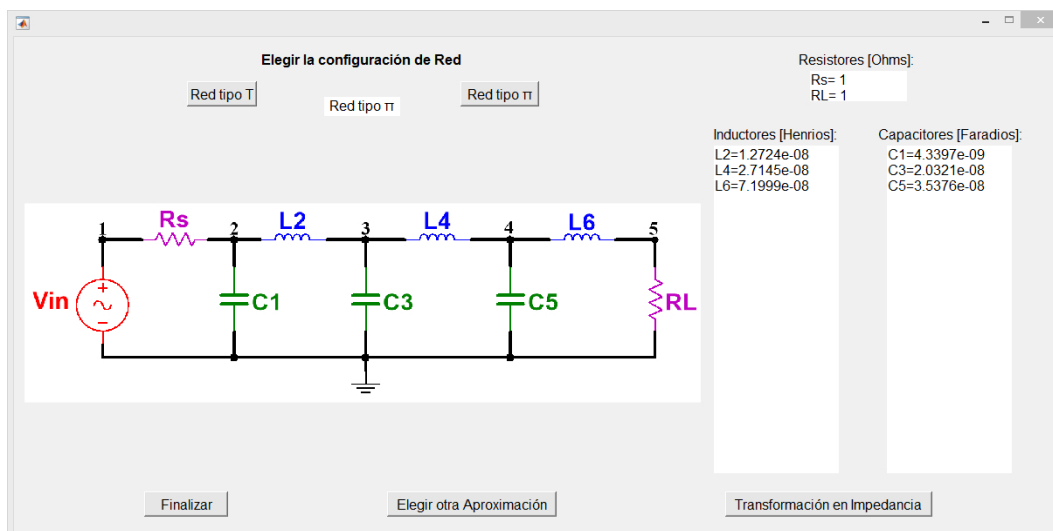 Elegir la configuración de Red
Red tipo T
Red tipo π
Red tipo π
Resistores [Ohms]:
Rs= 1
RL= 1
Inductores [Henrios]:
L2=1.2724e-08
L4=2.7145e-08
L6=7.1999e-08
Capacitores [Faradios]:
C1=4.3397e-09
C3=2.0321e-08
C5=3.5376e-08
1
Rs
2
L2
3
L4
4
L6
5
Vin
C1
C3
C5
RL
Finalizar
Elegir otra Aproximación
Transformación en Impedancia